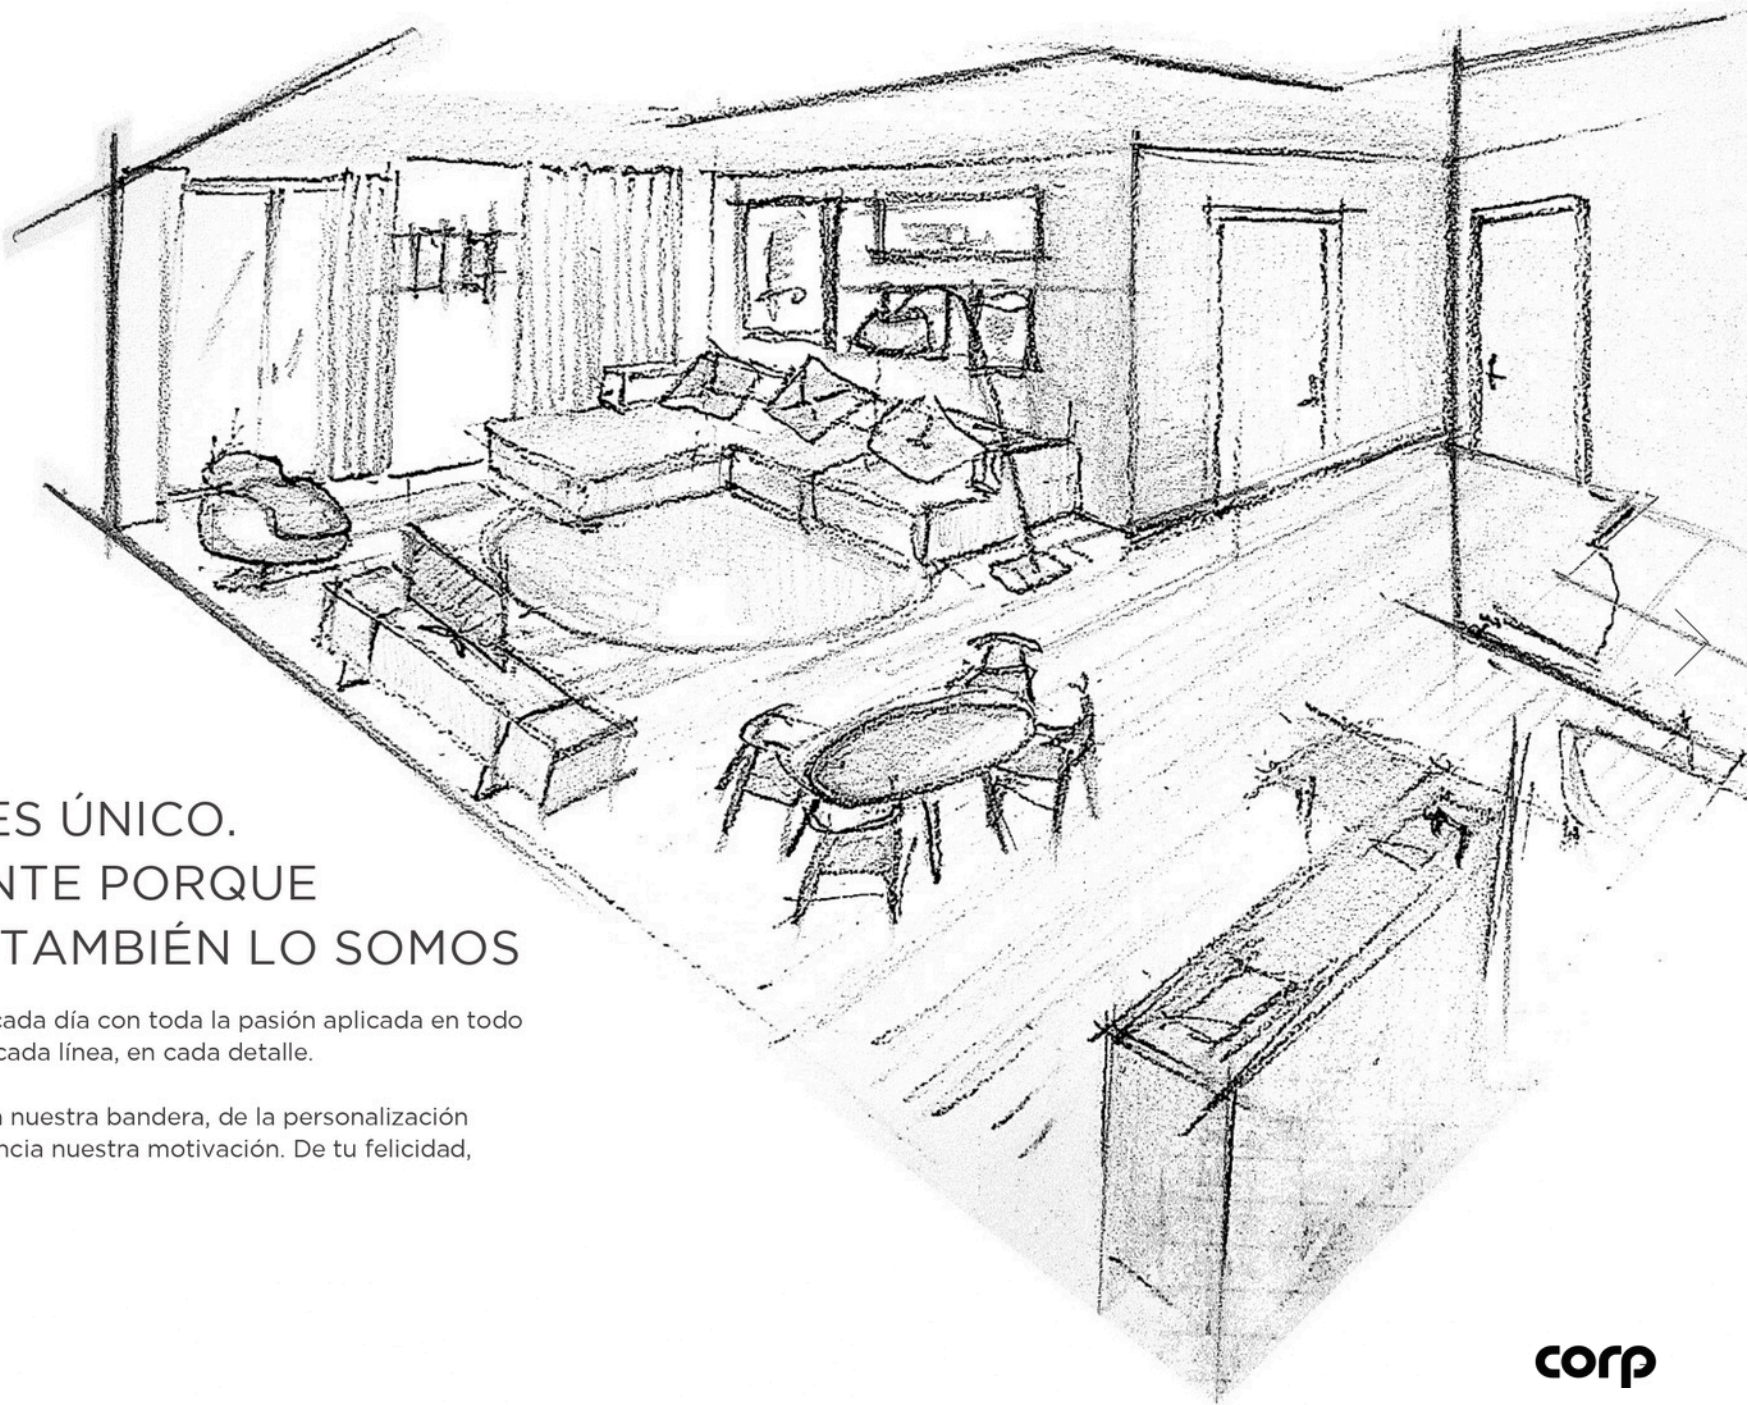 ES ÚNICO.
NTE PORQUE
TAMBIÉN LO SOMOS
cada día con toda la pasión aplicada en todo
cada línea, en cada detalle.
nuestra bandera, de la personalización
ncia nuestra motivación. De tu felicidad,
corp